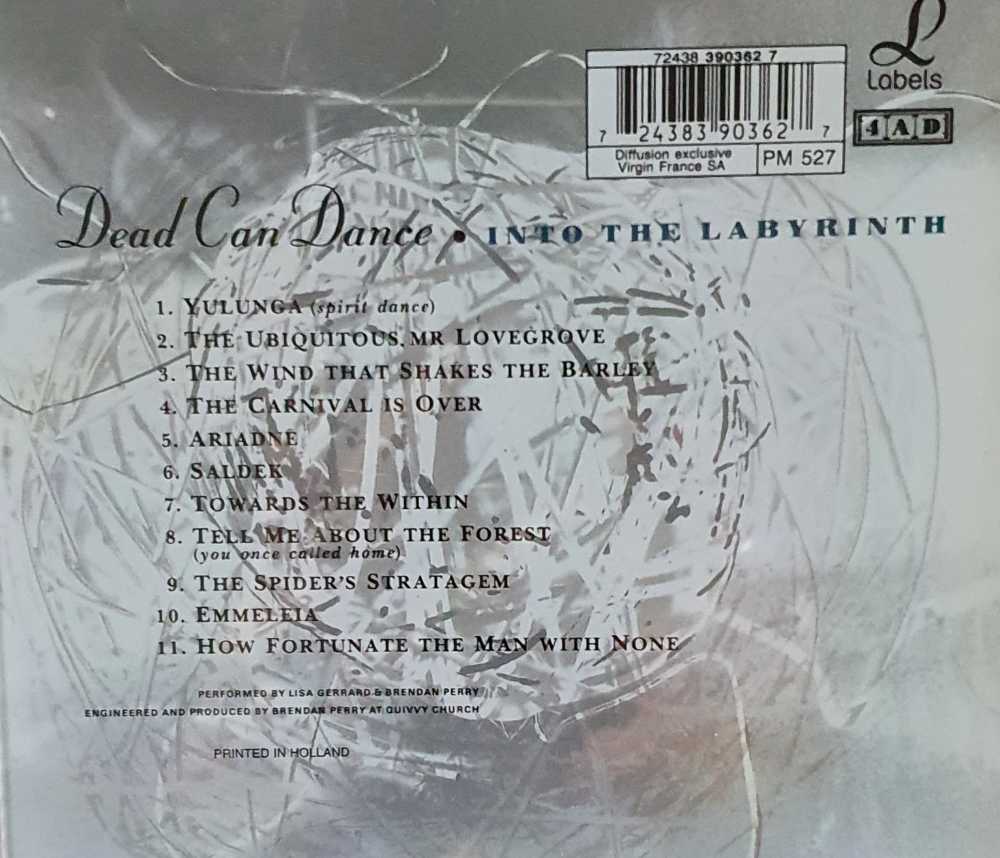 72438 390362 7
7 24383 90362 7
Diffusion exclusive
Virgin France SA
PM 527
L
Labels
4AD
Dead Can Dance • INTO THE LABYRINTH
1. YULUNGA (spirit dance)
2. THE UBIQUITOUS MR LOVEGROVE
3. THE WIND THAT SHAKES THE BARLEY
4. THE CARNIVAL IS OVER
5. ARIADNE
6. SALDEK
7. TOWARDS THE WITHIN
8. TELL ME ABOUT THE FOREST
(you once called home)
9. THE SPIDER'S STRATAGEM
10. EMMELEIA
11. HOW FORTUNATE THE MAN WITH NONE
PERFORMED BY LISA GERRARD & BRENDAN PERRY
ENGINEERED AND PRODUCED BY BRENDAN PERRY AT QUIVVY CHURCH
PRINTED IN HOLLAND